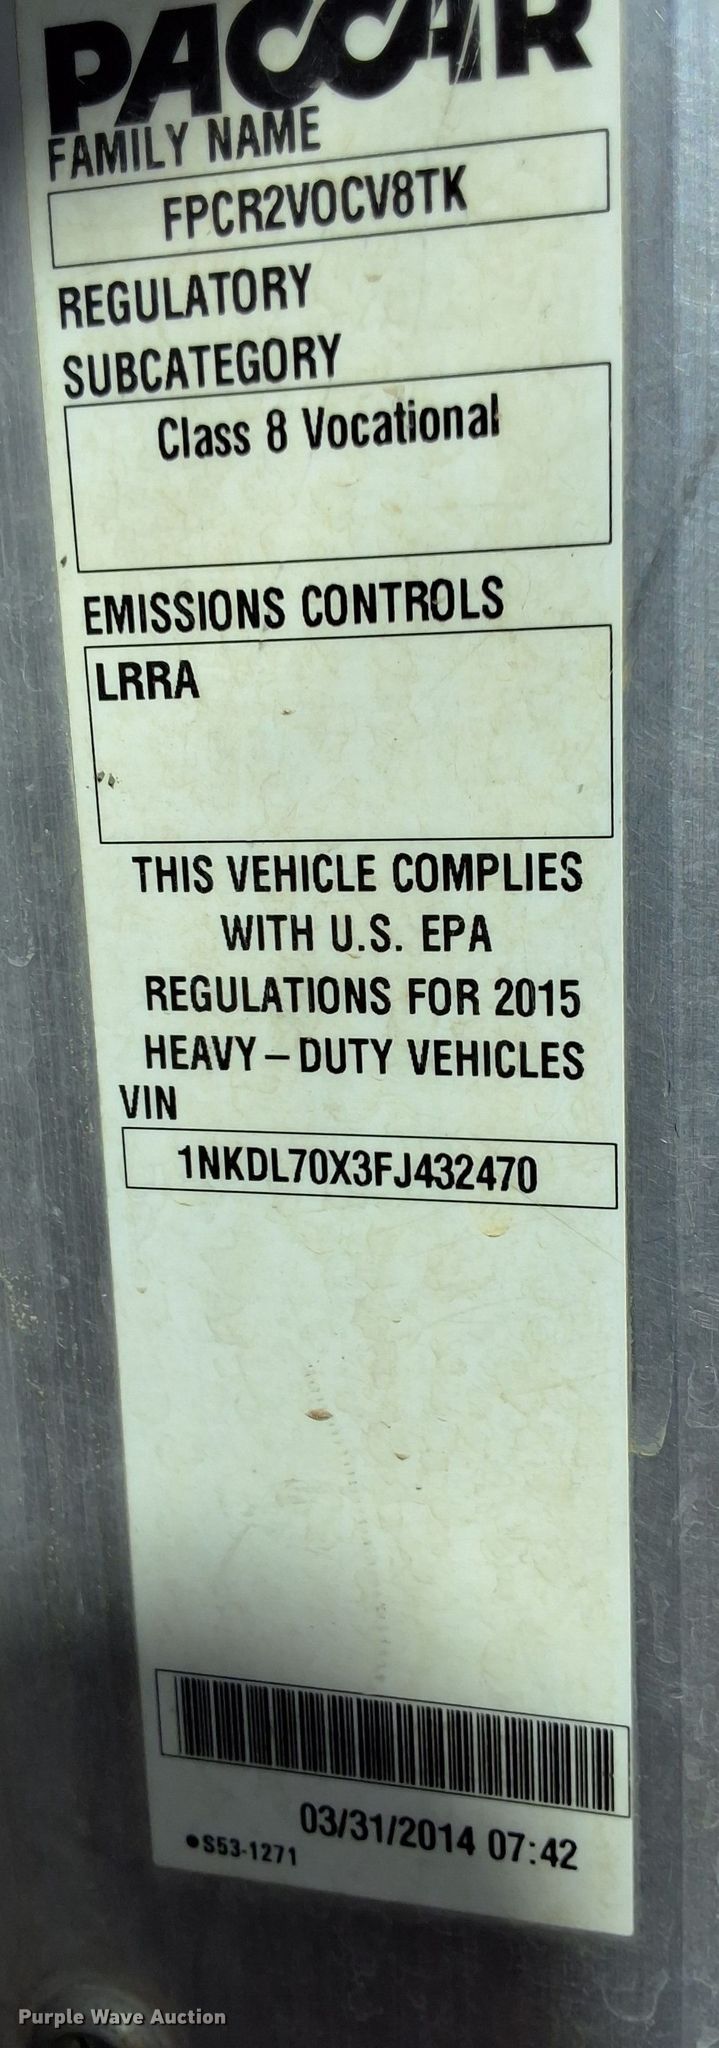 PACCAR
FAMILY NAME
FPCR2VOCV8TK
REGULATORY
SUBCATEGORY
Class 8 Vocational
EMISSIONS CONTROLS
LRRA
THIS VEHICLE COMPLIES
WITH U.S. EPA
REGULATIONS FOR 2015
HEAVY – DUTY VEHICLES
VIN
1NKDL70X3FJ432470
03/31/2014 07:42
●S53-1271
Purple Wave Auction